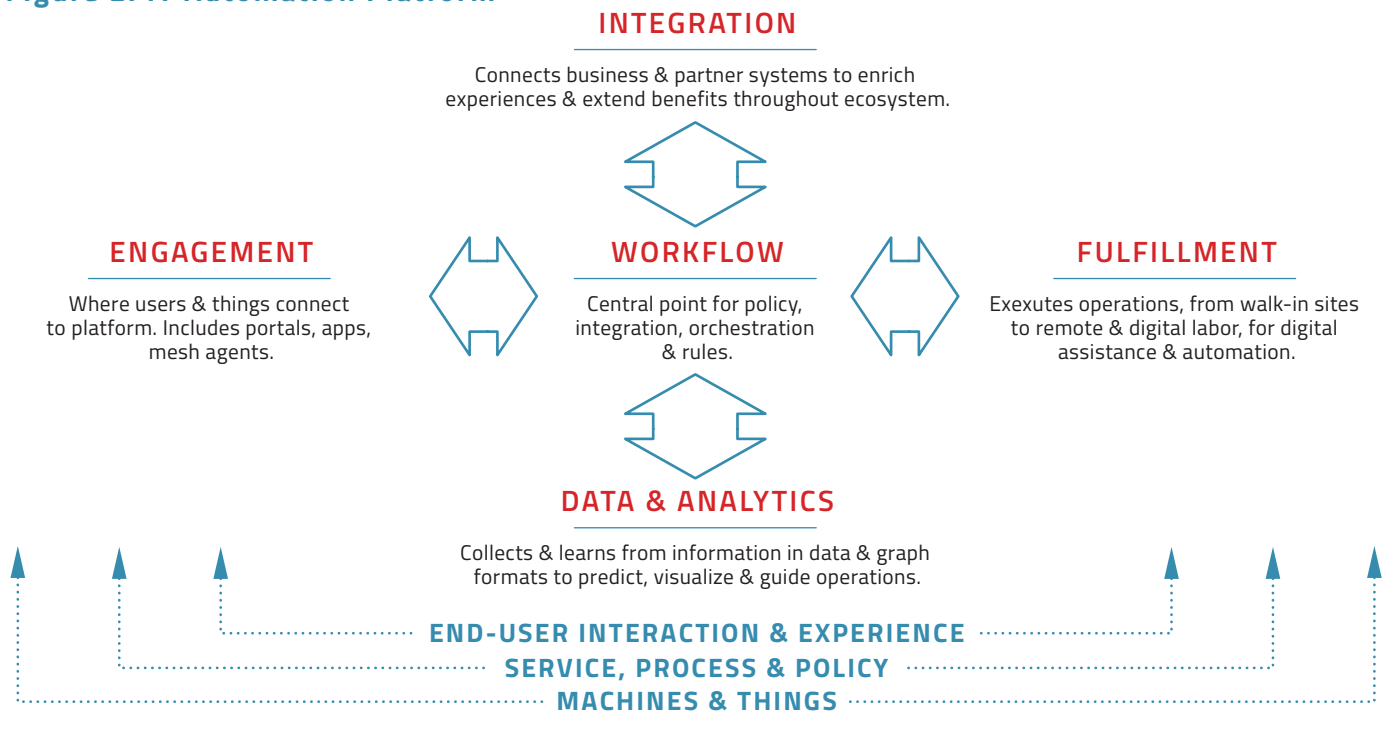 INTEGRATION
Connects business & partner systems to enrich
experiences & extend benefits throughout ecosystem.
ENGAGEMENT
Where users & things connect
to platform. Includes portals, apps,
mesh agents.
WORKFLOW
Central point for policy,
integration, orchestration
& rules.
FULFILLMENT
Exexutes operations, from walk-in sites
to remote & digital labor, for digital
assistance & automation.
DATA & ANALYTICS
Collects & learns from information in data & graph
formats to predict, visualize & guide operations.
END-USER INTERACTION & EXPERIENCE
SERVICE, PROCESS & POLICY
MACHINES & THINGS